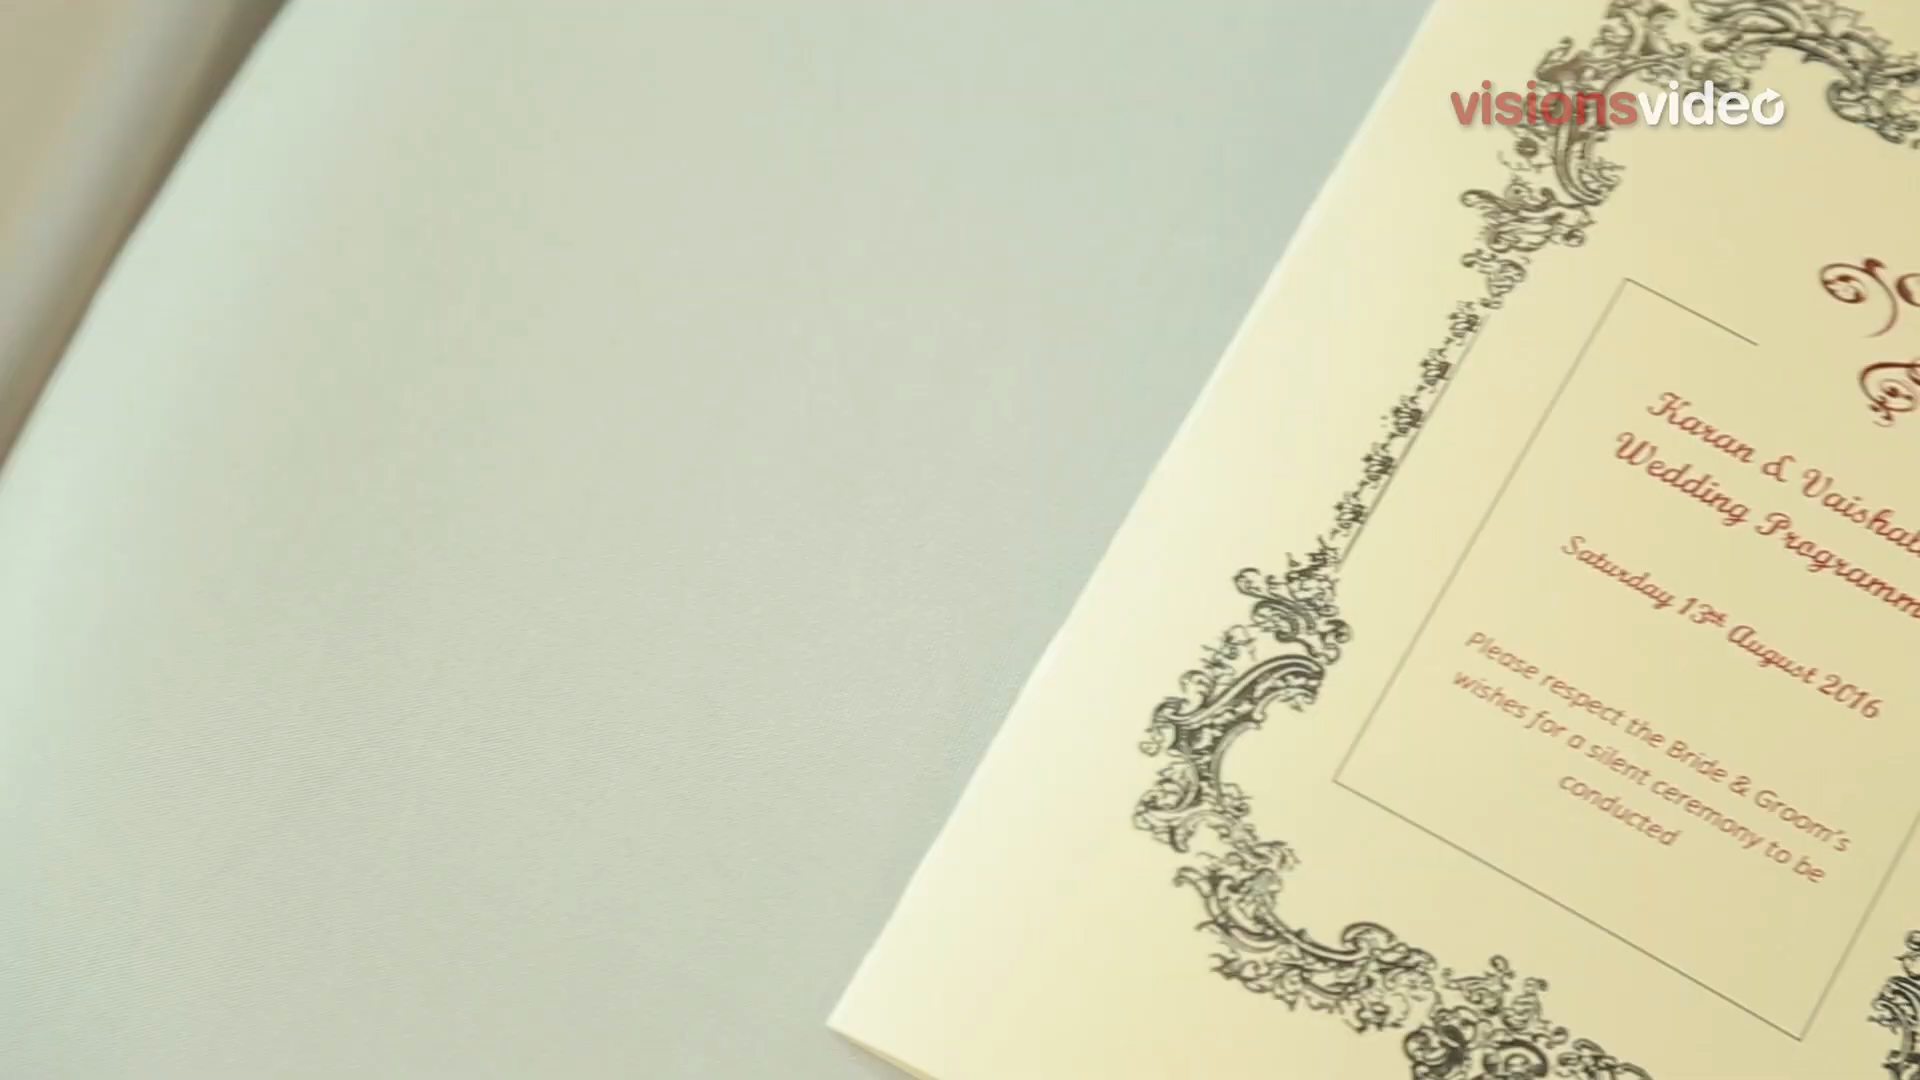 visionsvideo
Karan & Vaishal
Wedding Programm
Saturday 13th August 2016
Please respect the Bride & Groom's
wishes for a silent ceremony to be
conducted